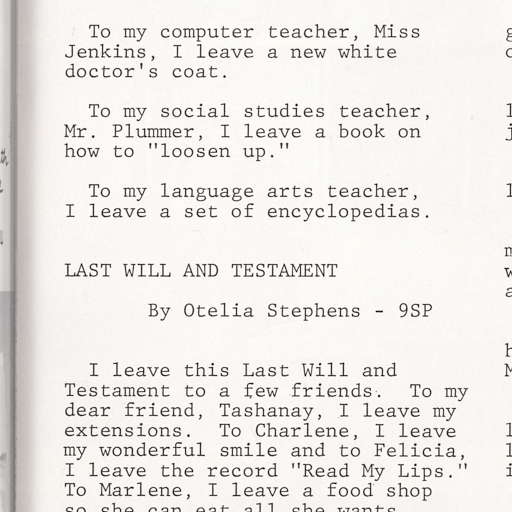 To my computer teacher, Miss
Jenkins, I leave a new white
doctor's coat.
To my social studies teacher,
Mr. Plummer, I leave a book on
how to "loosen up."
To my language arts teacher,
I leave a set of encyclopedias.
LAST WILL AND TESTAMENT
By Otelia Stephens - 9SP
I leave this Last Will and
Testament to a few friends. To my
dear friend, Tashanay, I leave my
extensions. To Charlene, I leave
my wonderful smile and to Felicia,
I leave the record "Read My Lips."
To Marlene, I leave a food shop
so she can eat all she wants